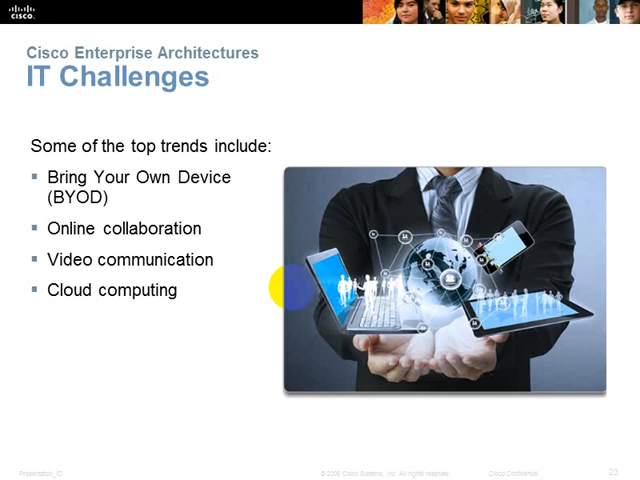 CISCO.
Cisco Enterprise Architectures
IT Challenges
Some of the top trends include:
Bring Your Own Device
(BYOD)
Online collaboration
Video communication
Cloud computing
Presentation_ID
© 2008 Cisco Systems, Inc. All rights reserved.
Cisco Confidential
23